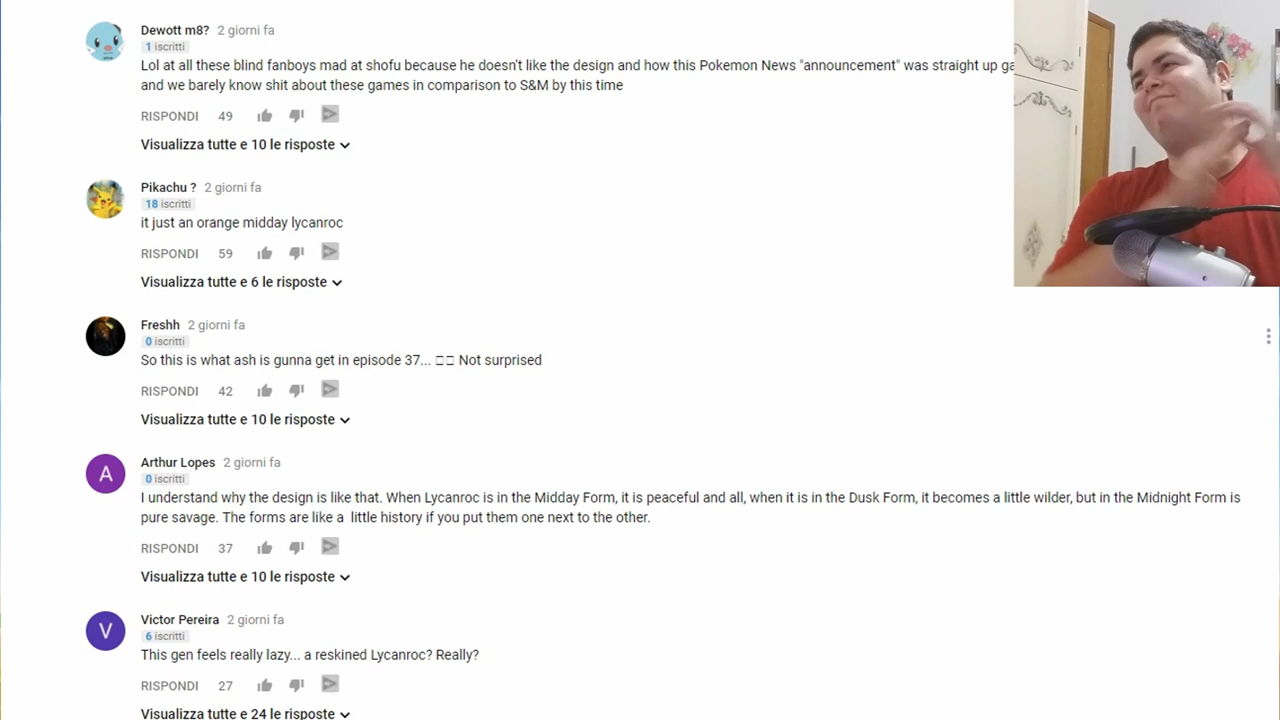 Dewott m8? 2 giorni fa
1 iscritti
Lol at all these blind fanboys mad at shofu because he doesn't like the design and how this Pokemon News "announcement" was straight up
and we barely know shit about these games in comparison to S&M by this time
RISPONDI 49
Visualizza tutte e 10 le risposte
Pikachu ? 2 giorni fa
18 iscritti
it just an orange midday lycanroc
RISPONDI 59
Visualizza tutte e 6 le risposte
Freshh 2 giorni fa
0 iscritti
So this is what ash is gunna get in episode 37... □□ Not surprised
RISPONDI 42
Visualizza tutte e 10 le risposte
A
Arthur Lopes 2 giorni fa
0 iscritti
I understand why the design is like that. When Lycanroc is in the Midday Form, it is peaceful and all, when it is in the Dusk Form, it becomes a little wilder, but in the Midnight Form is
pure savage. The forms are like a little history if you put them one next to the other.
RISPONDI 37
Visualizza tutte e 10 le risposte
V
Victor Pereira 2 giorni fa
6 iscritti
This gen feels really lazy... a reskined Lycanroc? Really?
RISPONDI 27
Visualizza tutte e 24 le risposte